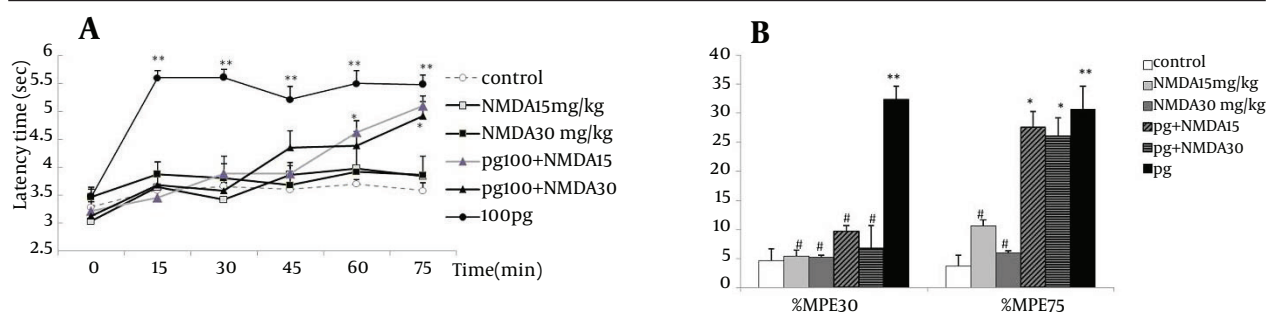 A
Latency time (sec)
6
5.5
5
4.5
4
3.5
3
2.5
** ** ** ** **
* *
0 15 30 45 60 75 Time(min)
control
NMDA15mg/kg
NMDA30 mg/kg
pg100+NMDA15
pg100+NMDA30
100pg
B
40
35
30
25
20
15
10
5
0
# # # # **
# # * * **
%MPE30 %MPE75
control
NMDA15mg/kg
NMDA30 mg/kg
pg+NMDA15
pg+NMDA30
pg